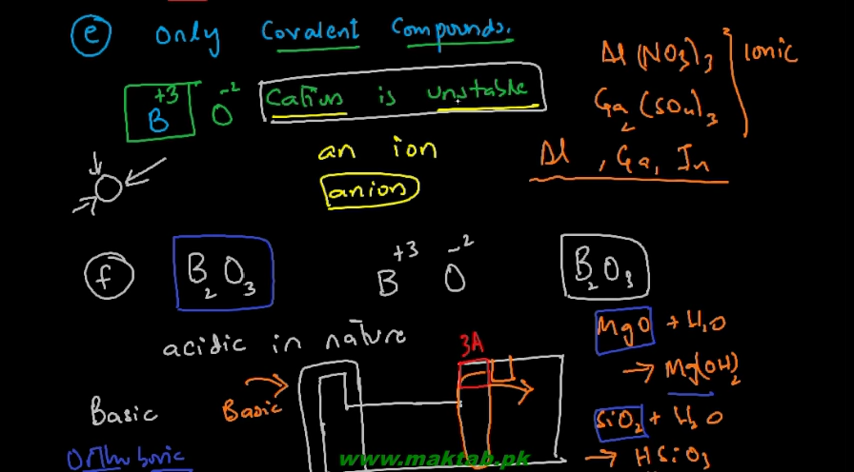 e Only Covalent Compounds.
B+3 O-2 Cation is unstable
an ion
anion
Al(NO3)3
Ga2(SO4)3
Ionic
Al, Ga, In
f B2O3 B+3 O-2 B2O3
acidic in nature
3A
Basic Basic
Ortho boric
MgO + H2O
→ Mg(OH)2
SiO2 + H2O
→ HSiO3
www.maktab.pk